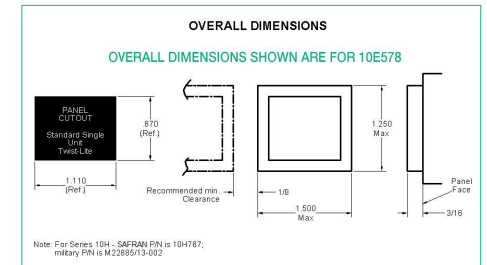 OVERALL DIMENSIONS
OVERALL DIMENSIONS SHOWN ARE FOR 10E578
PANEL
CUTOUT
Standard Single
Unit
Twist-Lite
.870
(Ref.)
1.110
(Ref.)
Recommended min.
Clearance
1/8
1.500
Max
1.250
Max
Panel
Face
3/16
Note: For Series 10H - SAFRAN P/N is 10H767;
military P/N is M22885/13-002